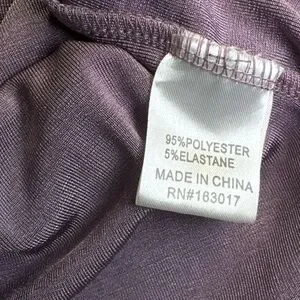 95%POLYESTER
5%ELASTANE
MADE IN CHINA
RN#163017